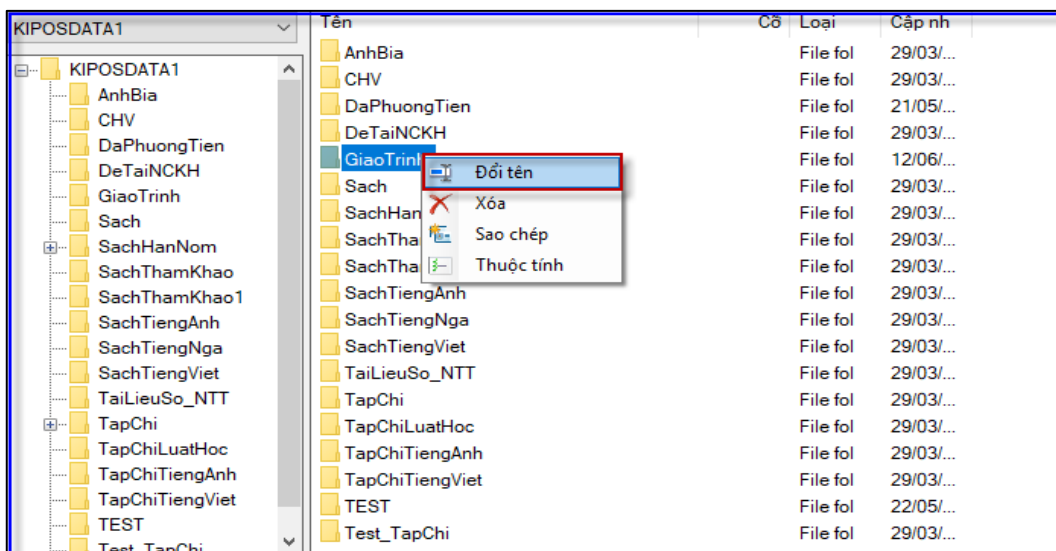 KIPOSDATA1
KIPOSDATA1
AnhBia
CHV
DaPhuongTien
DeTaiNCKH
GiaoTrinh
Sach
SachHanNom
SachThamKhao
SachThamKhao1
SachTiengAnh
SachTiengNga
SachTiengViet
TaiLieuSo_NTT
TapChi
TapChiLuatHoc
TapChiTiengAnh
TapChiTiengViet
TEST
Test_TapChi
Tên Cỡ Loại Cập nh
AnhBia File fol 29/03/...
CHV File fol 29/03/...
DaPhuongTien File fol 21/05/...
DeTaiNCKH File fol 29/03/...
GiaoTrinh File fol 12/06/...
Sach File fol 29/03/...
SachHan File fol 29/03/...
SachTha File fol 29/03/...
SachTha File fol 29/03/...
SachTiengAnh File fol 29/03/...
SachTiengNga File fol 29/03/...
SachTiengViet File fol 29/03/...
TaiLieuSo_NTT File fol 29/03/...
TapChi File fol 29/03/...
TapChiLuatHoc File fol 29/03/...
TapChiTiengAnh File fol 29/03/...
TapChiTiengViet File fol 29/03/...
TEST File fol 22/05/...
Test_TapChi File fol 29/03/...
Đổi tên
Xóa
Sao chép
Thuộc tính